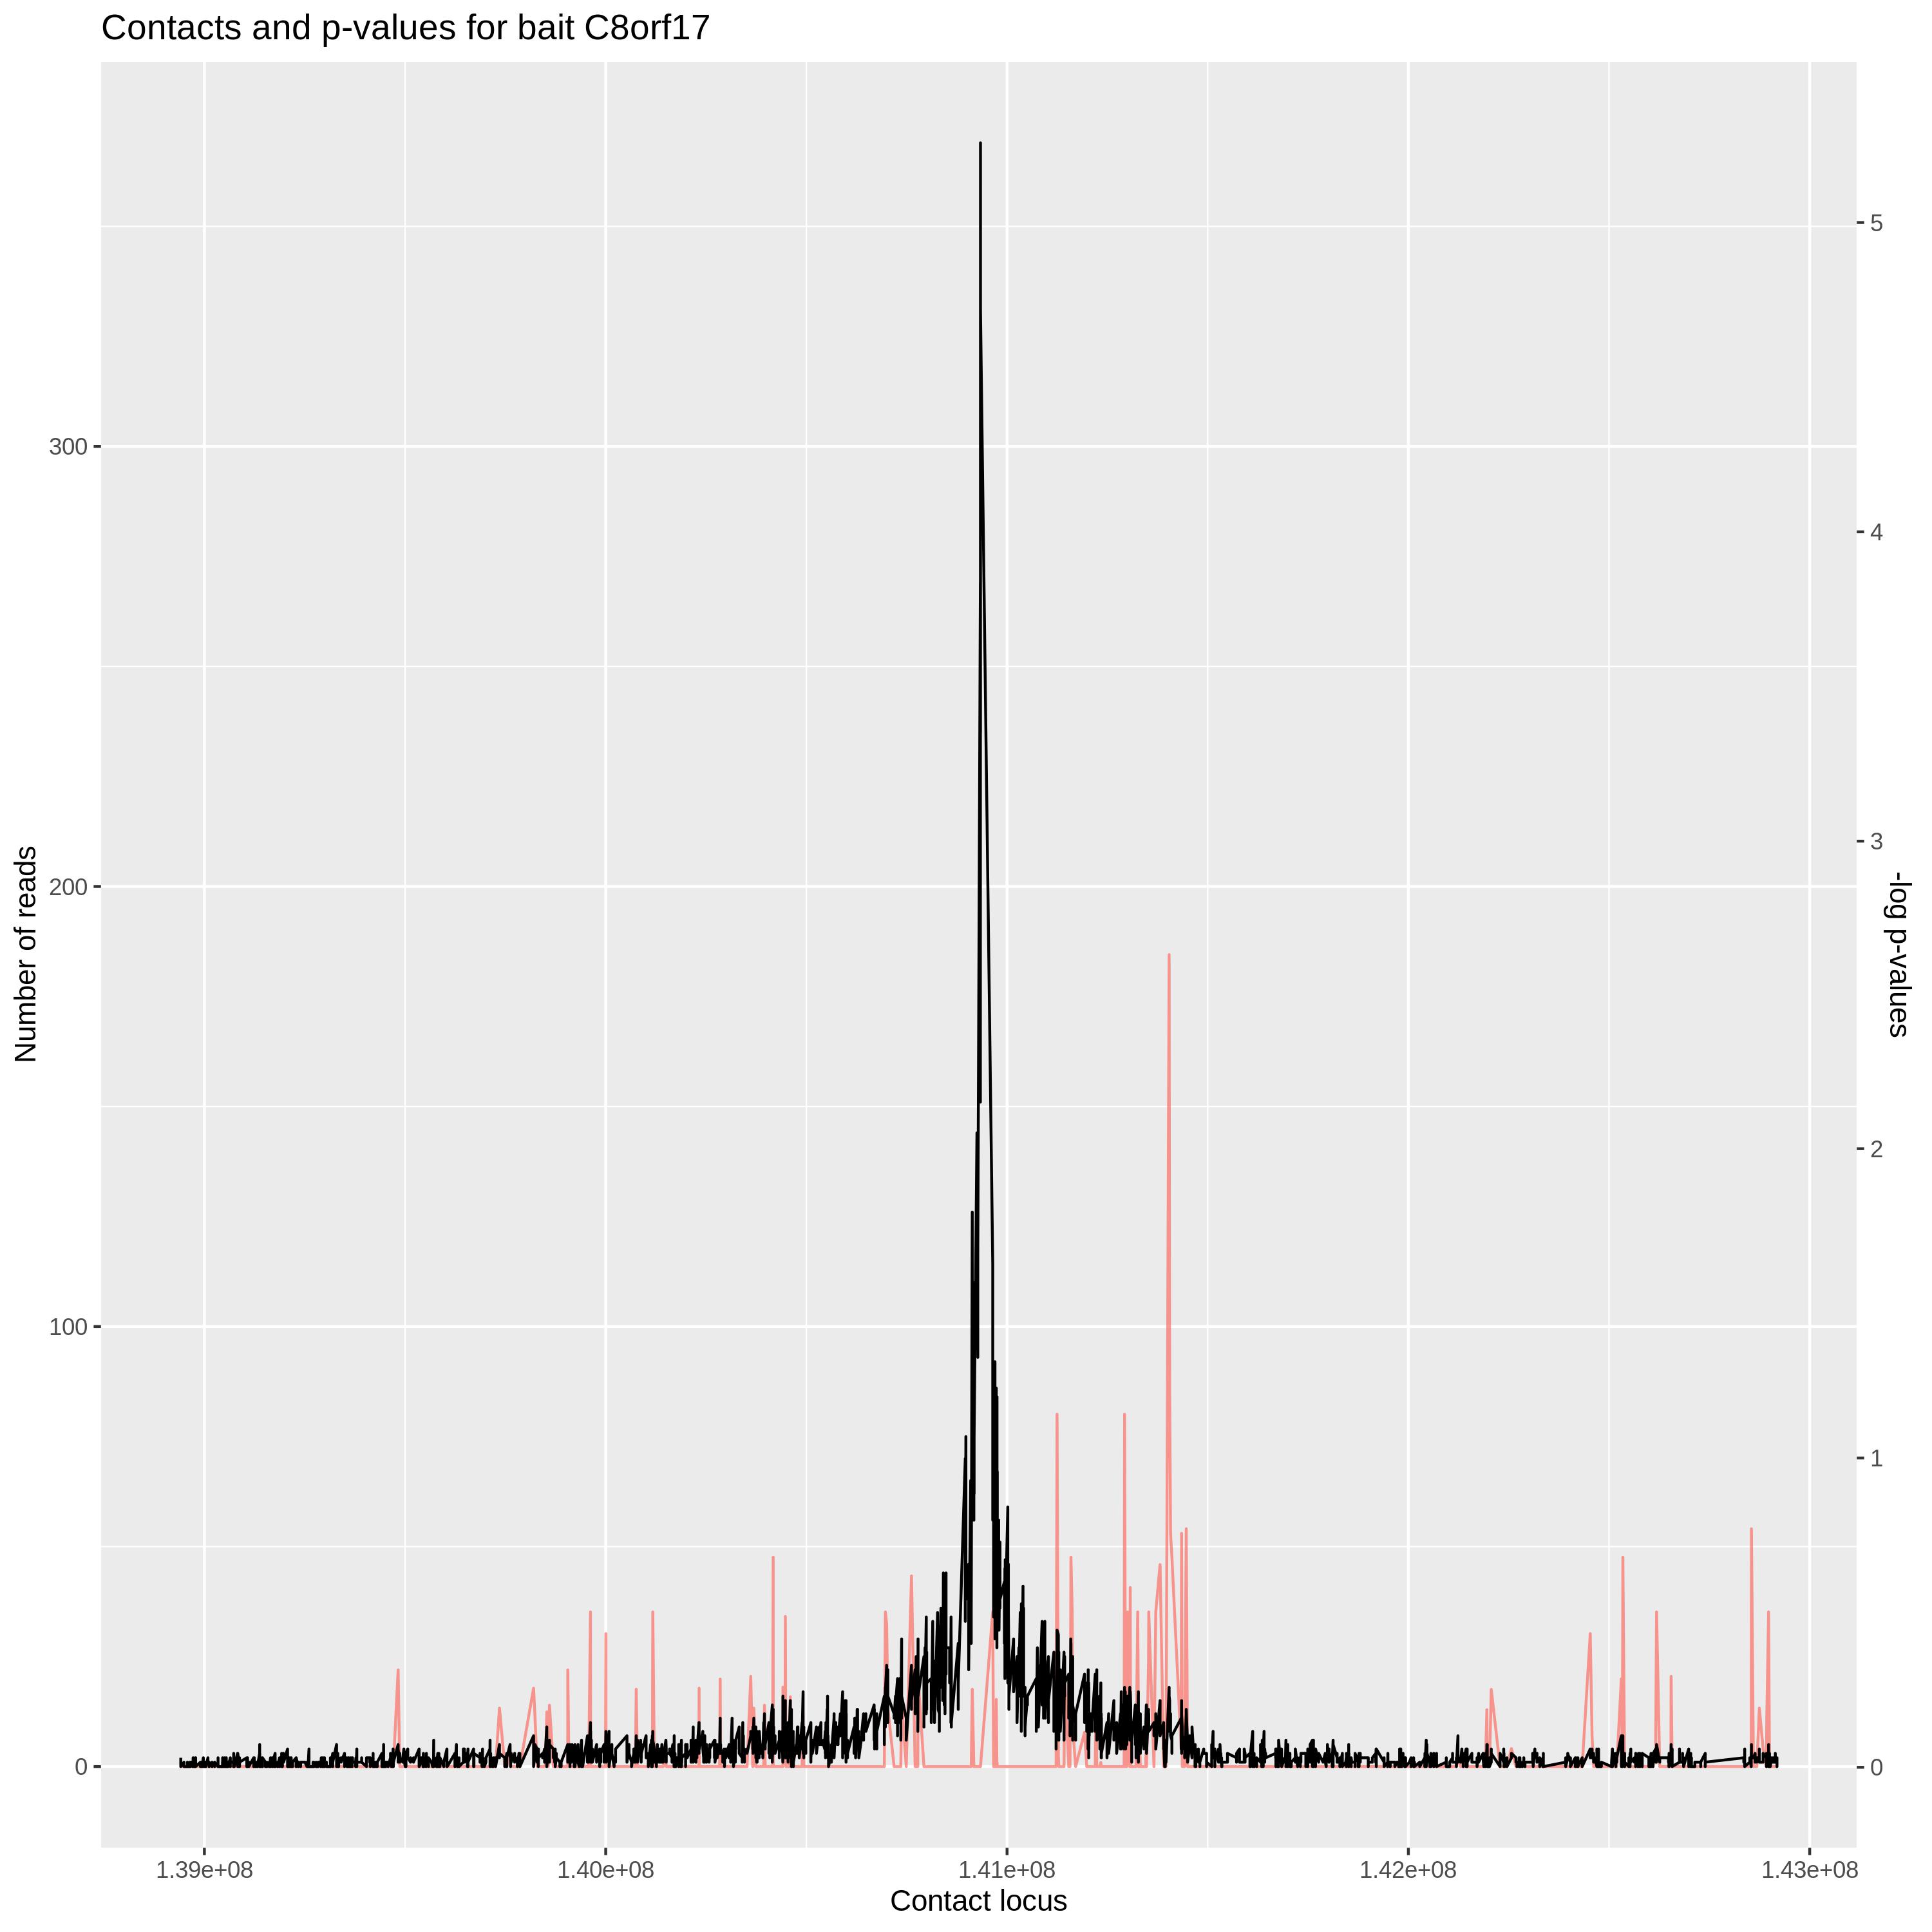 Contacts and p-values for bait C8orf17
Number of reads
300
200
100
0
5
4
3
2
1
0
-log p-values
1.39e+08 1.40e+08 1.41e+08 1.42e+08 1.43e+08
Contact locus